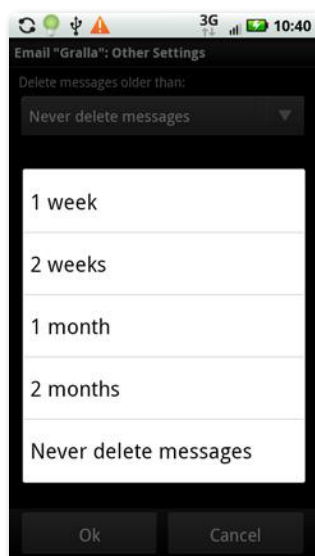 3G 10:40
Email "Gralla": Other Settings
Delete messages older than:
Never delete messages
1 week
2 weeks
1 month
2 months
Never delete messages
Ok Cancel